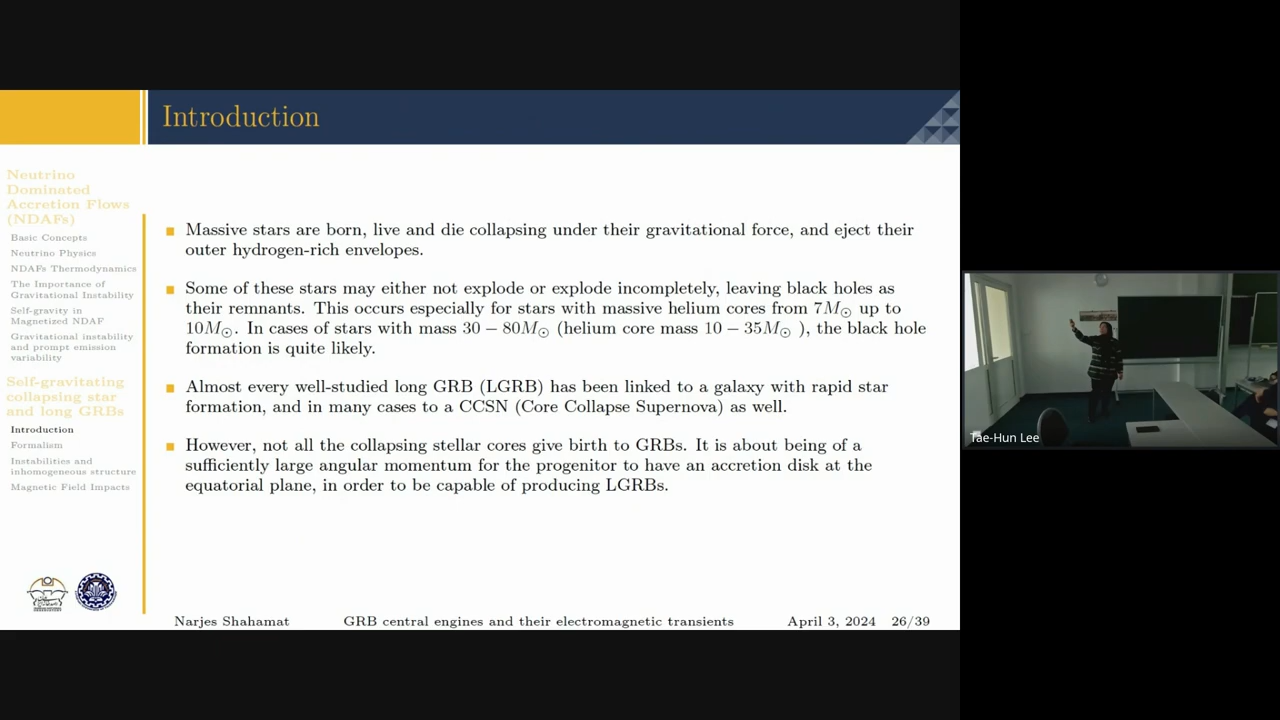 Introduction
Neutrino
Dominated
Accretion Flows
(NDAFs)
Basic Concepts
Neutrino Physics
NDAFs Thermodynamics
The Importance of
Gravitational Instability
Self-gravity in
Magnetized NDAF
Gravitational instability
and prompt emission
variability
Self-gravitating
collapsing star
and long GRBs
Introduction
Formalism
Instabilities and
inhomogeneous structure
Magnetic Field Impacts
Massive stars are born, live and die collapsing under their gravitational force, and eject their
outer hydrogen-rich envelopes.
Some of these stars may either not explode or explode incompletely, leaving black holes as
their remnants. This occurs especially for stars with massive helium cores from 7M⊙ up to
10M⊙. In cases of stars with mass 30 − 80M⊙ (helium core mass 10 − 35M⊙ ), the black hole
formation is quite likely.
Almost every well-studied long GRB (LGRB) has been linked to a galaxy with rapid star
formation, and in many cases to a CCSN (Core Collapse Supernova) as well.
However, not all the collapsing stellar cores give birth to GRBs. It is about being of a
sufficiently large angular momentum for the progenitor to have an accretion disk at the
equatorial plane, in order to be capable of producing LGRBs.
Narjes Shahamat GRB central engines and their electromagnetic transients April 3, 2024 26/39
Tae-Hun Lee